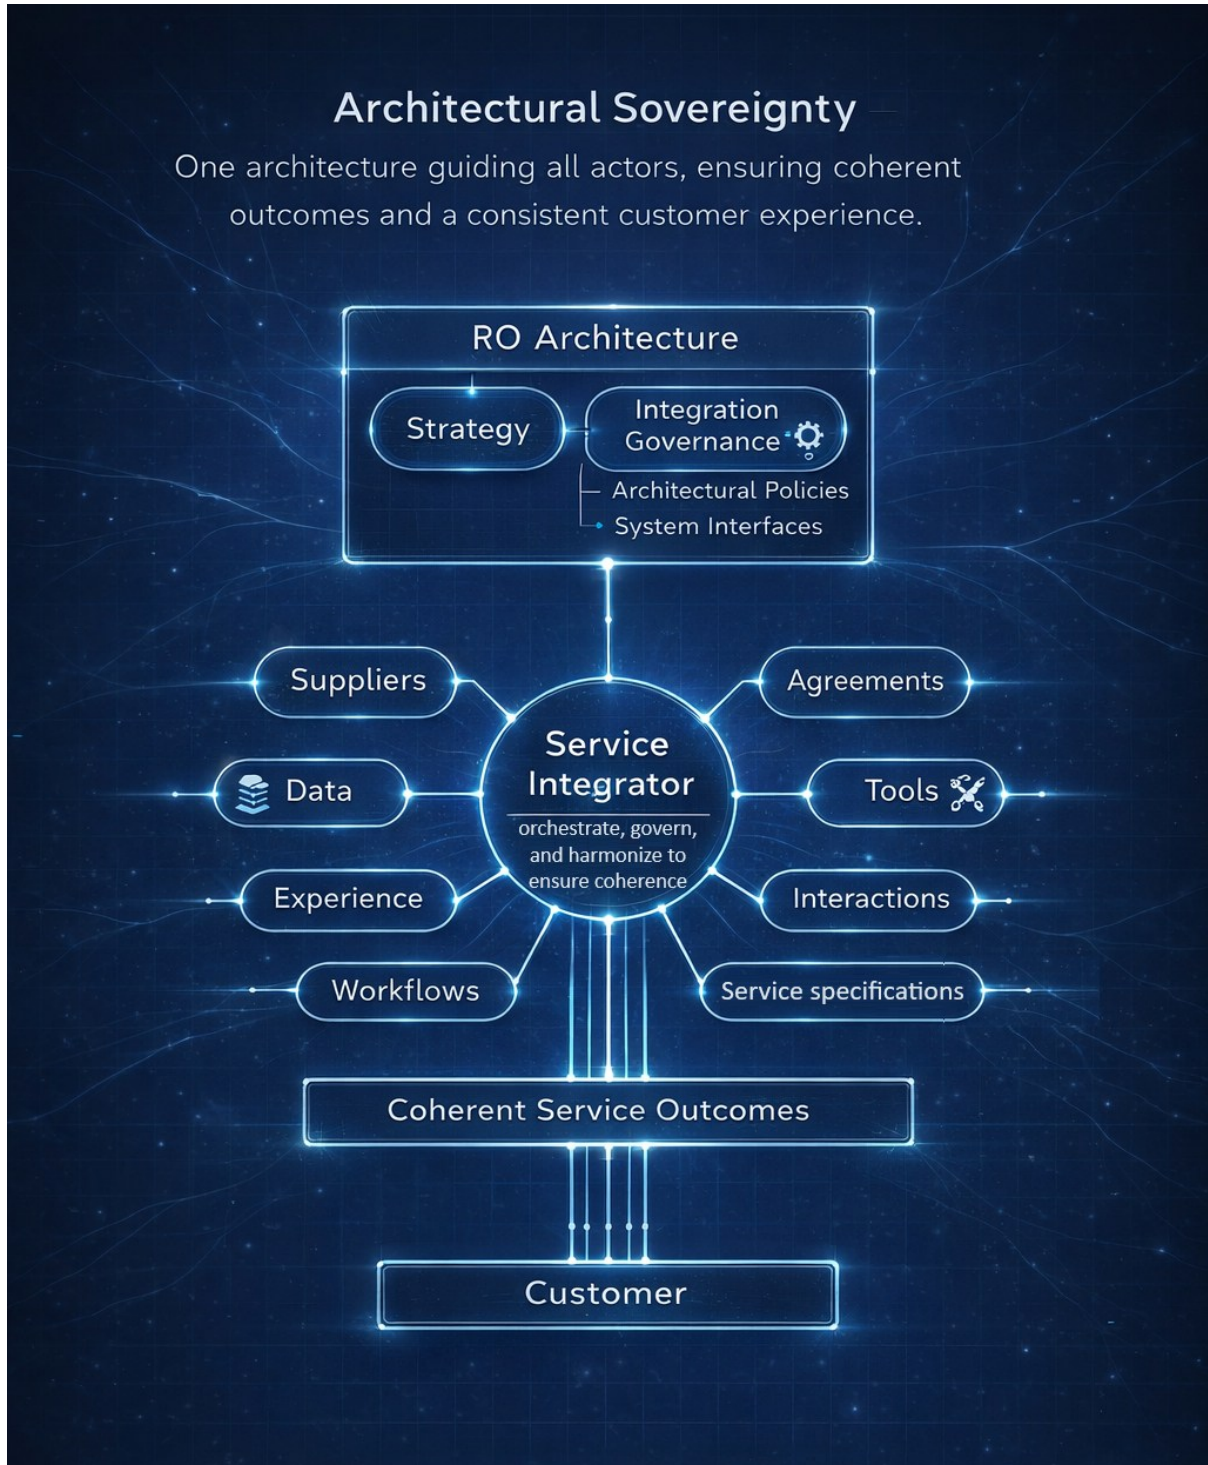 Architectural Sovereignty
One architecture guiding all actors, ensuring coherent
outcomes and a consistent customer experience.
RO Architecture
Strategy
Integration
Governance
Architectural Policies
System Interfaces
Suppliers
Agreements
Service
Integrator
orchestrate, govern,
and harmonize to
ensure coherence
Data
Tools
Experience
Interactions
Workflows
Service specifications
Coherent Service Outcomes
Customer